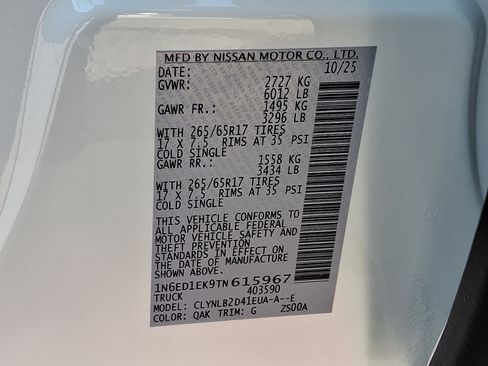 MFD BY NISSAN MOTOR CO., LTD.
DATE: 10/25
GVWR: 2727 KG
6012 LB
GAWR FR.: 1495 KG
3296 LB
WITH 265/65R17 TIRES
17 X 7.5 RIMS AT 35 PSI
COLD SINGLE
GAWR RR.: 1558 KG
3434 LB
WITH 265/65R17 TIRES
17 X 7.5 RIMS AT 35 PSI
COLD SINGLE
THIS VEHICLE CONFORMS TO
ALL APPLICABLE FEDERAL
MOTOR VEHICLE SAFETY AND
THEFT PREVENTION
STANDARDS IN EFFECT ON
THE DATE OF MANUFACTURE
SHOWN ABOVE.
1N6ED1EK9TN615967
TRUCK 403590
MODEL: CLYNLB2D41EUA-A--E
COLOR: QAK TRIM: G ZS00A